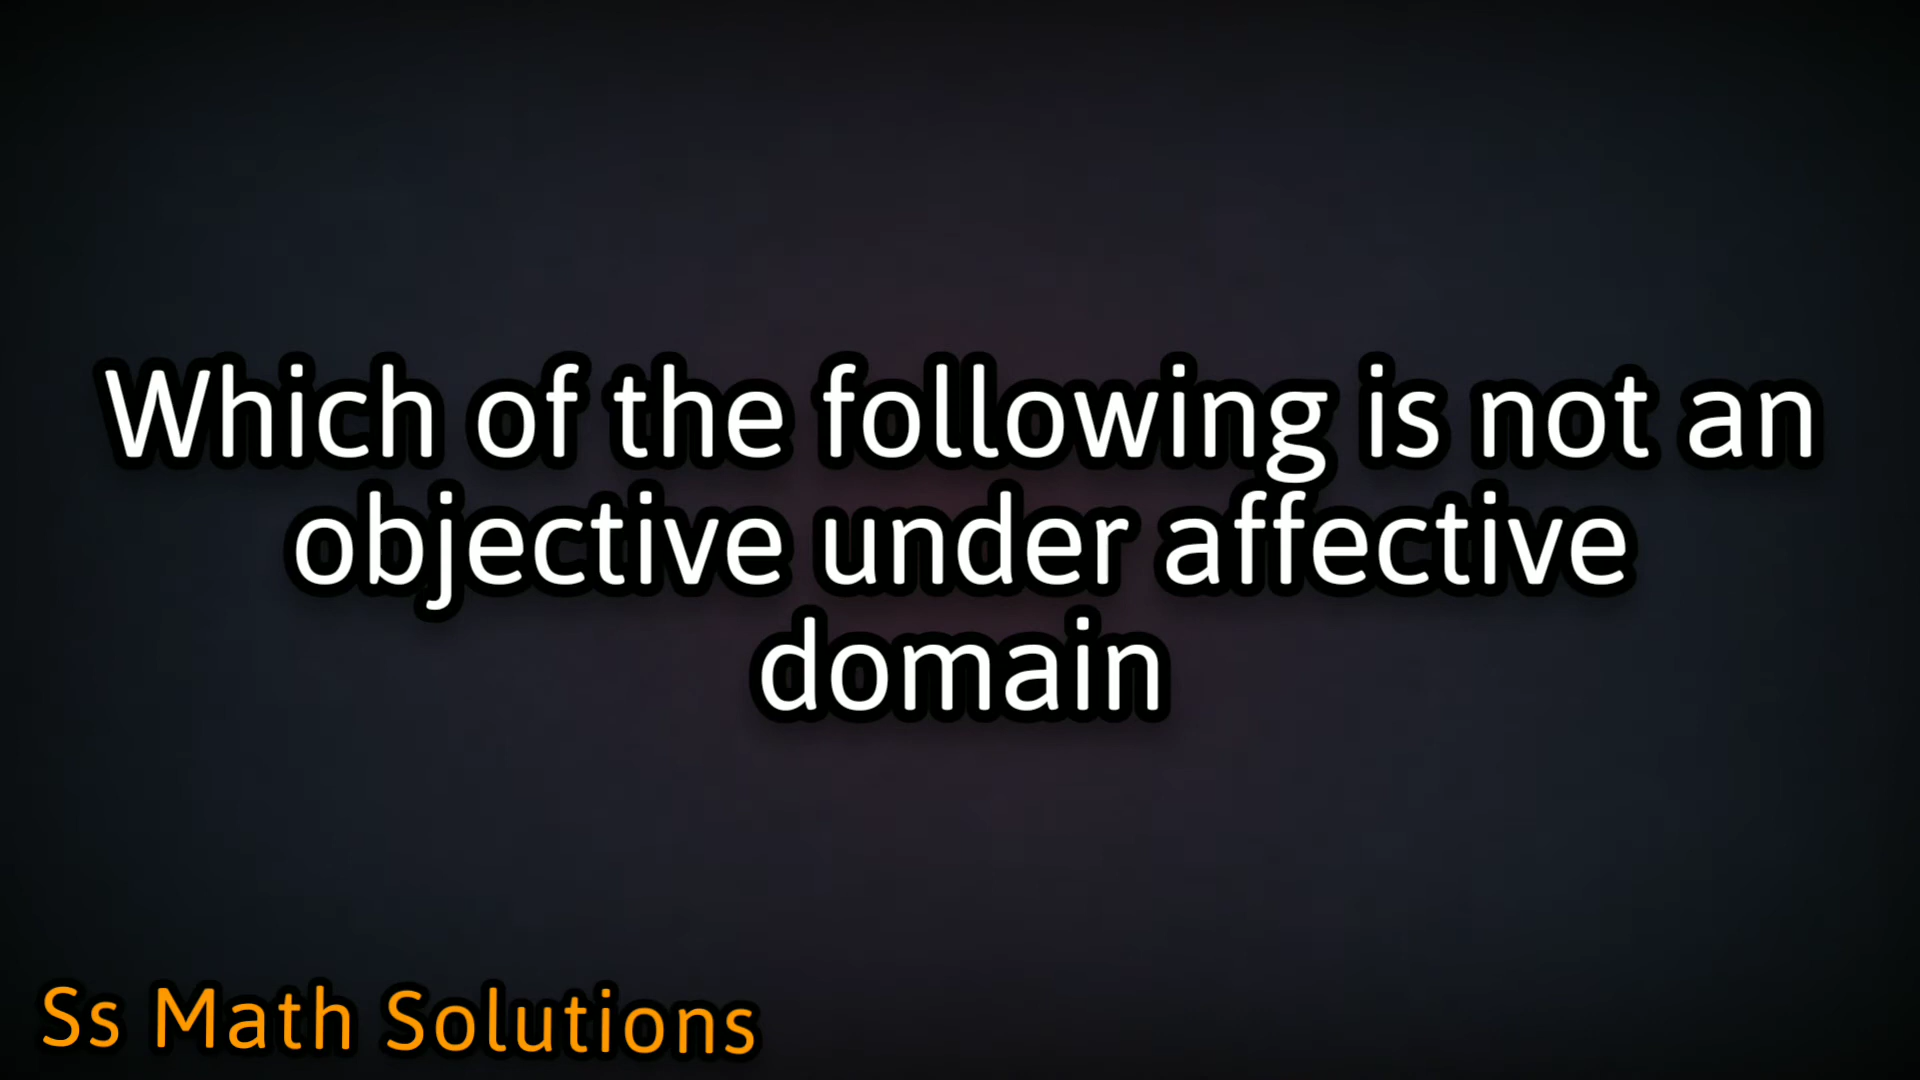 Which of the following is not an
objective under affective
domain
Ss Math Solutions